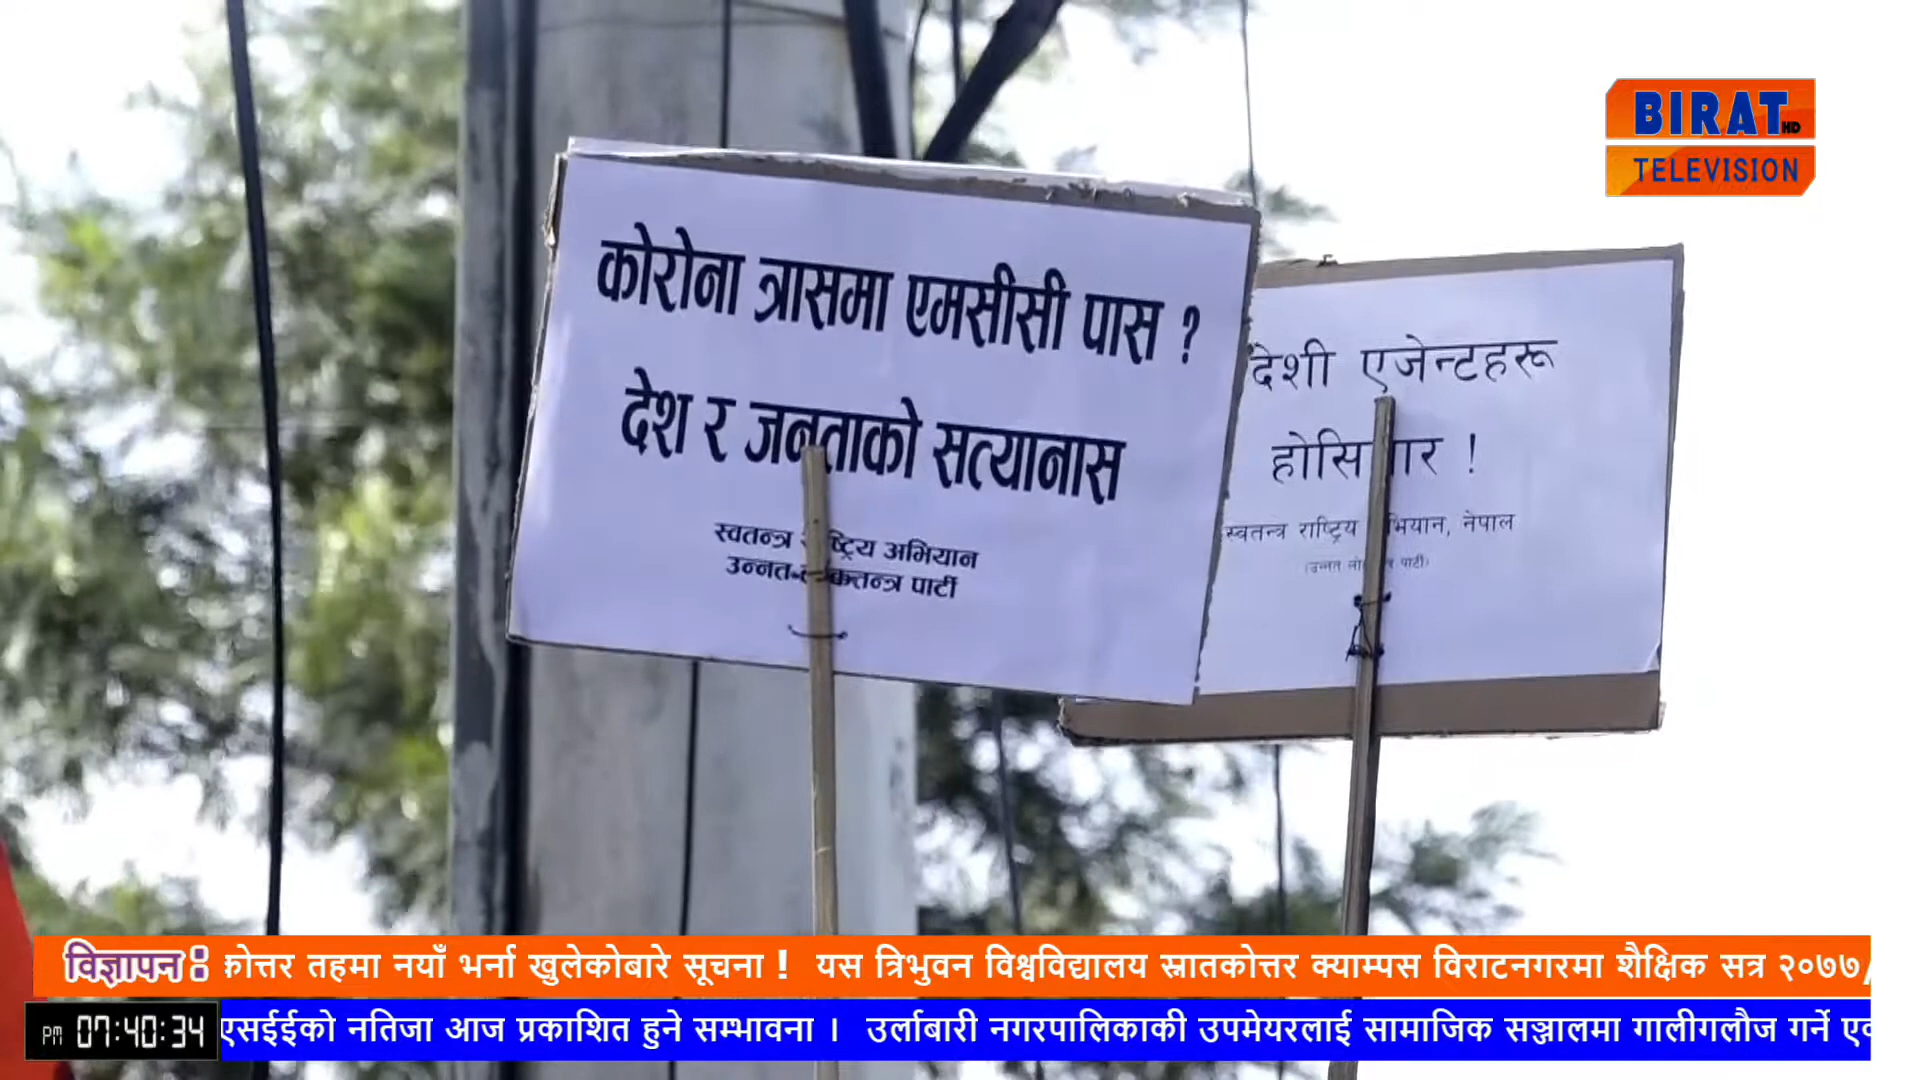 BIRAT HD
TELEVISION
कोरोना त्रासमा एमसीसी पास ?
देश र जनताको सत्यानास
स्वतन्त्र अभियान
पार्टी
देशी एजेन्टहरू
!
स्वतन्त्र राष्ट्रिय नेपाल
पार्टी)
विज्ञापन : कोत्तर तहमा नयाँ भर्ना खुलेकोबारे सूचना ! यस त्रिभुवन विश्वविद्यालय स्नातकोत्तर क्याम्पस विराटनगरमा शैक्षिक सत्र २०७७/
PM 07:40:34 एसईईको नतिजा आज प्रकाशित हुने सम्भावना । उर्लाबारी नगरपालिकाकी उपमेयरलाई सामाजिक सञ्जालमा गालीगलौज गर्ने